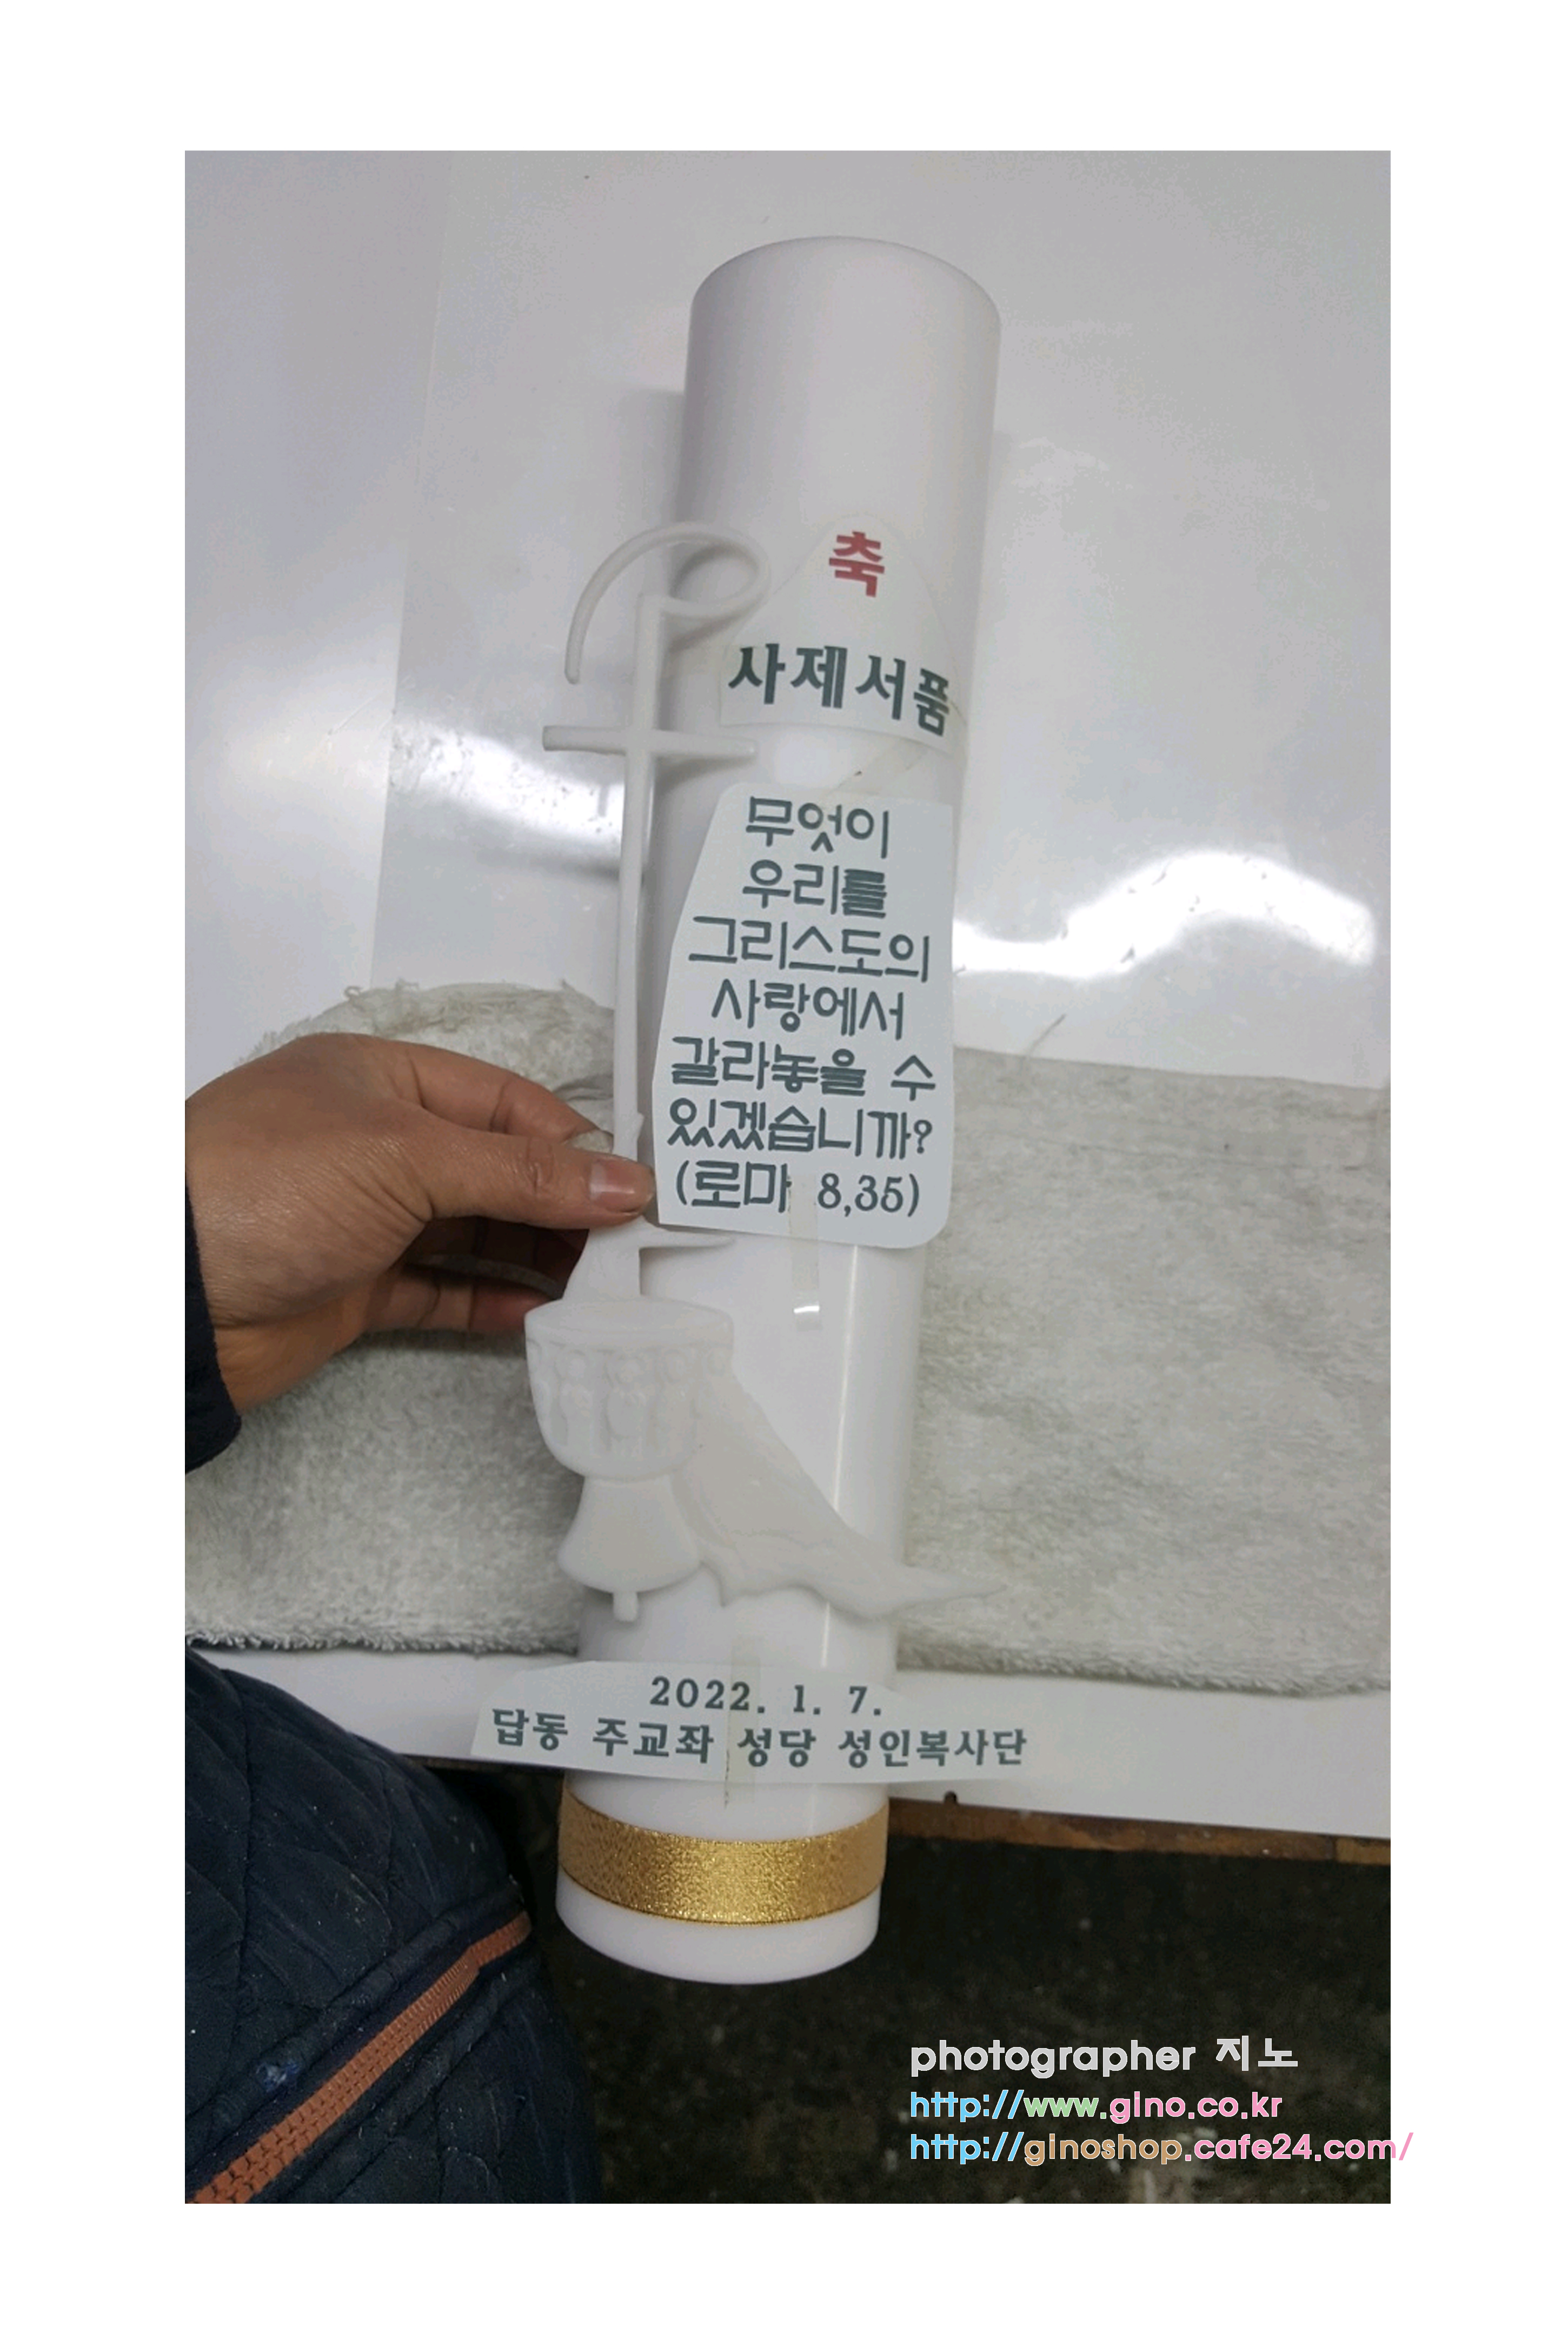 축
사제서품
무엇이
우리를
그리스도의
사랑에서
갈라놓을 수
있겠습니까?
(로마 8,35)
2022. 1. 7.
답동 주교좌 성당 성인복사단
photographer 지노
http://www.gino.co.kr
http://ginoshop.cafe24.com/